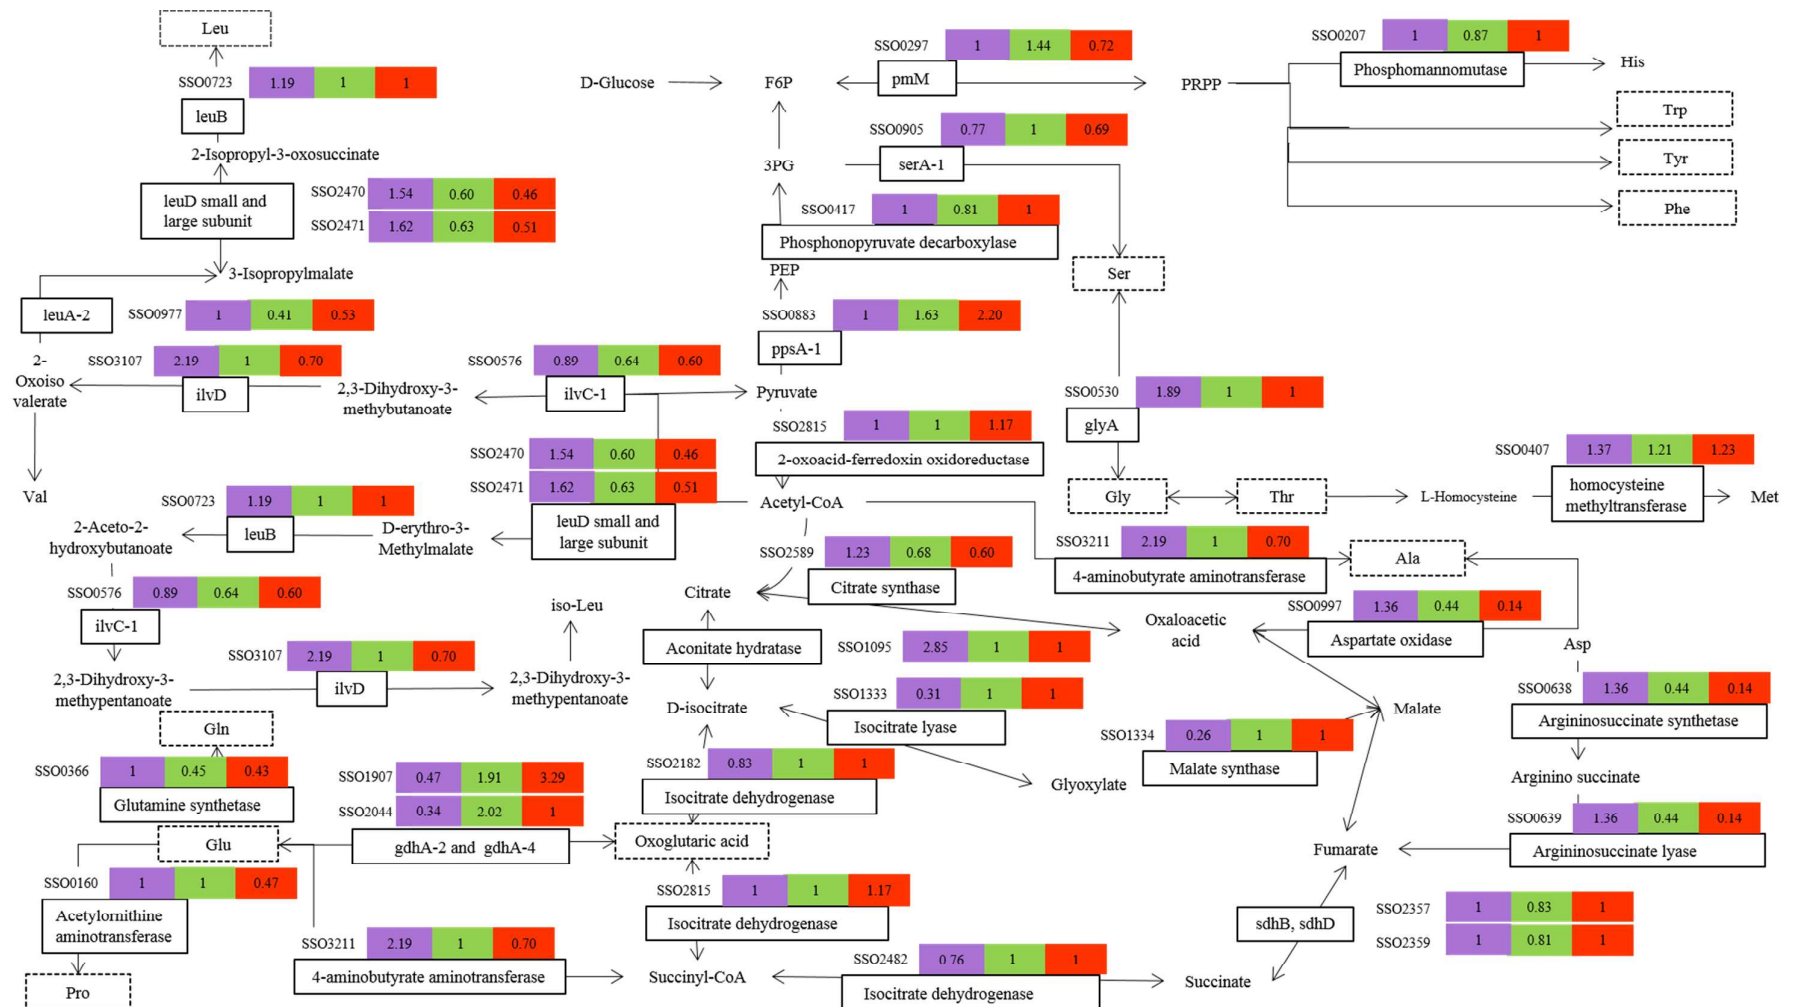 Leu
SSO0723 1.19 1 1
leuB
2-Isopropyl-3-oxosuccinate
leuD small and
large subunit
SSO2470 1.54 0.60 0.46
SSO2471 1.62 0.63 0.51
3-Isopropylmalate
leuA-2
SSO0977 1 0.41 0.53
2-
Oxoiso
valerate
SSO3107 2.19 1 0.70
ilvD
2,3-Dihydroxy-3-
methybutanoate
SSO0576 0.89 0.64 0.60
ilvC-1
Val
D-Glucose
F6P
SSO0297 1 1.44 0.72
pmM
PRPP
SSO0207 1 0.87 1
Phosphomannomutase
His
Trp
Tyr
Phe
SSO0905 0.77 1 0.69
3PG
serA-1
SSO0417 1 0.81 1
Phosphonopyruvate decarboxylase
PEP
Ser
SSO0883 1 1.63 2.20
ppsA-1
Pyruvate
SSO2815 1 1 1.17
2-oxoacid-ferredoxin oxidoreductase
Acetyl-CoA
SSO0530 1.89 1 1
glyA
Gly
Thr
L-Homocysteine
SSO0407 1.37 1.21 1.23
homocysteine
methyltransferase
Met
SSO2470 1.54 0.60 0.46
SSO2471 1.62 0.63 0.51
leuD small and
large subunit
D-erythro-3-
Methylmalate
SSO0723 1.19 1 1
leuB
2-Aceto-2-
hydroxybutanoate
SSO0576 0.89 0.64 0.60
ilvC-1
2,3-Dihydroxy-3-
methypentanoate
SSO3107 2.19 1 0.70
ilvD
2,3-Dihydroxy-3-
methypentanoate
iso-Leu
SSO2589 1.23 0.68 0.60
Citrate synthase
Citrate
SSO3211 2.19 1 0.70
4-aminobutyrate aminotransferase
Ala
Oxaloacetic
acid
SSO0997 1.36 0.44 0.14
Aspartate oxidase
Asp
Aconitate hydratase
SSO1095 2.85 1 1
D-isocitrate
SSO1333 0.31 1 1
Isocitrate lyase
Glyoxylate
SSO1334 0.26 1 1
Malate synthase
Malate
SSO0638 1.36 0.44 0.14
Argininosuccinate synthetase
Arginino succinate
SSO0639 1.36 0.44 0.14
Argininosuccinate lyase
Fumarate
Gln
SSO0366 1 0.45 0.43
Glutamine synthetase
Glu
SSO1907 0.47 1.91 3.29
SSO2044 0.34 2.02 1
gdhA-2 and gdhA-4
SSO2182 0.83 1 1
Isocitrate dehydrogenase
Oxoglutaric acid
SSO0160 1 1 0.47
Acetylornithine
aminotransferase
Pro
SSO3211 2.19 1 0.70
4-aminobutyrate aminotransferase
SSO2815 1 1 1.17
Isocitrate dehydrogenase
Succinyl-CoA
SSO2482 0.76 1 1
Isocitrate dehydrogenase
Succinate
sdhB, sdhD
SSO2357 1 0.83 1
SSO2359 1 0.81 1